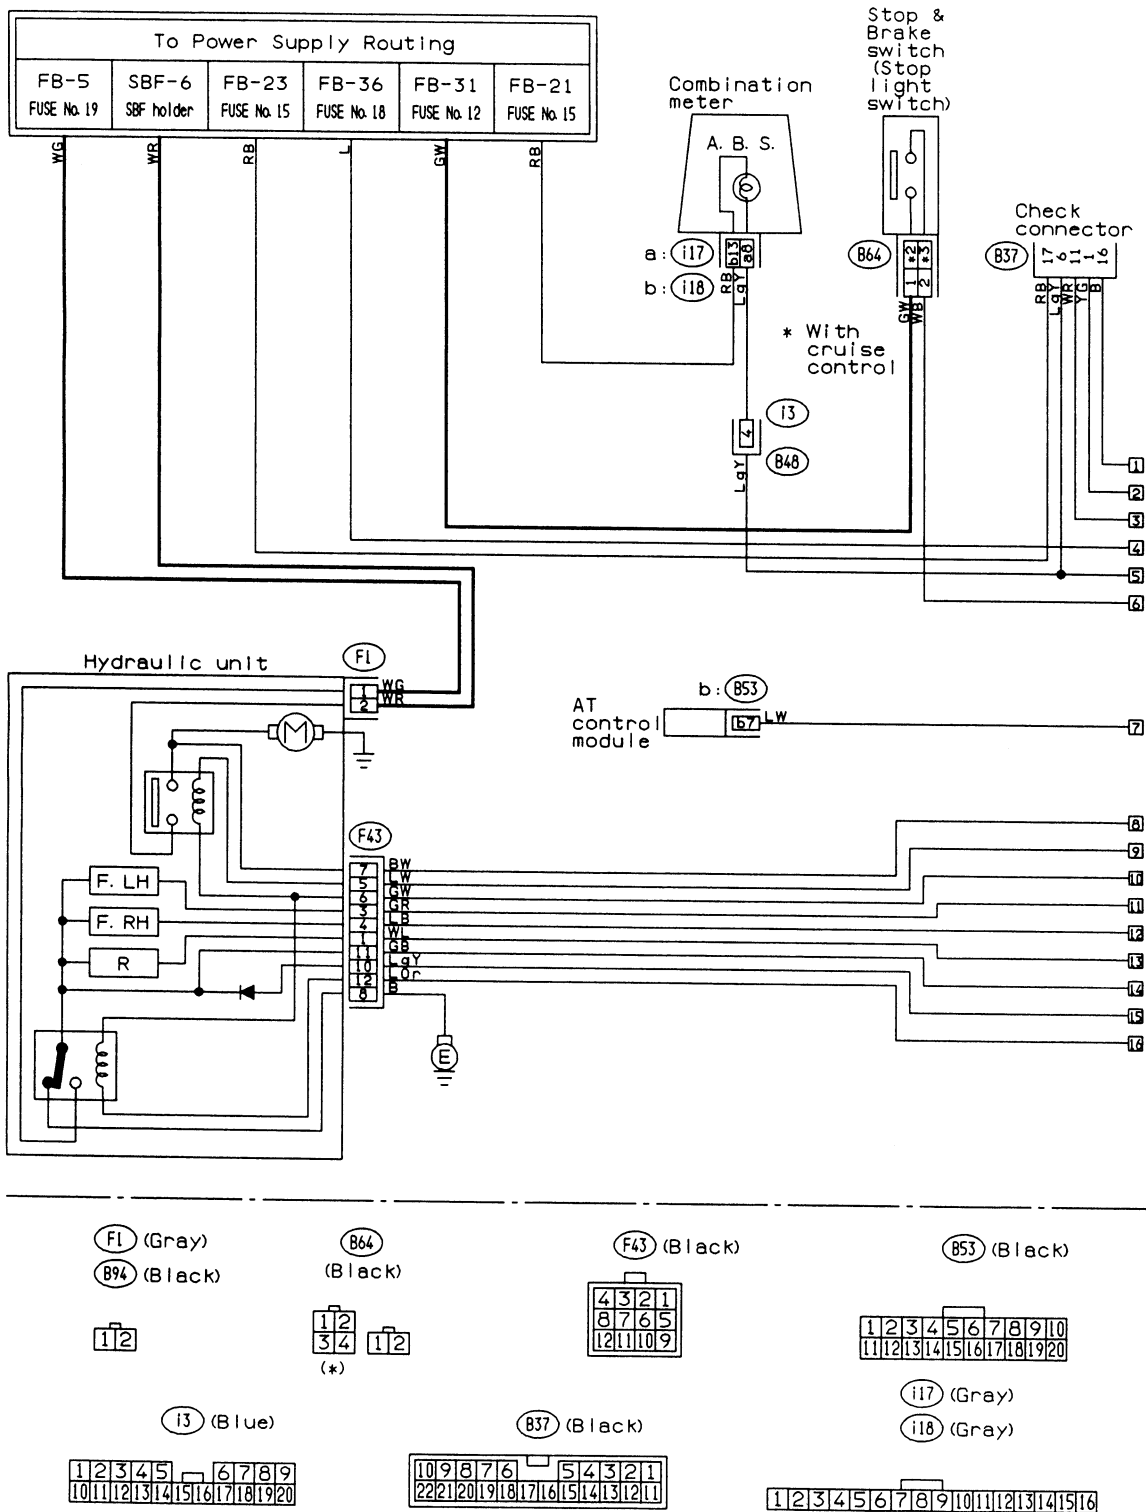 To Power Supply Routing
FB-5 SBF-6 FB-23 FB-36 FB-31 FB-21
FUSE No. 19 SBF holder FUSE No. 15 FUSE No. 18 FUSE No. 12 FUSE No. 15
WG WR RB L GW RB
Combination
meter
A. B. S.
a: i17 b13 a8
b: i18 RB LgY
Stop &
Brake
switch
(Stop
light
switch)
B64 *2 *3
1 2
GW WB
* With
cruise
control
Check
connector
B37 17 6 11 1 16
RB LgY WR YG B
i3
4
B48
LgY
1
2
3
4
5
6
Hydraulic unit
F1
1 WG
2 WR
M
AT
control
module
b: B53
b7 LW
7
F43
7 BW
5 LW
6 GW
3 GR
4 LB
1 WL
11 GB
10 LgY
12 LOr
8 B
F. LH
F. RH
R
E
8
9
10
11
12
13
14
15
16
F1 (Gray)
B94 (Black)
1 2
B64
(Black)
1 2
3 4
(*)
1 2
F43 (Black)
4 3 2 1
8 7 6 5
12 11 10 9
B53 (Black)
1 2 3 4 5 6 7 8 9 10
11 12 13 14 15 16 17 18 19 20
i3 (Blue)
1 2 3 4 5 6 7 8 9
10 11 12 13 14 15 16 17 18 19 20
B37 (Black)
10 9 8 7 6 5 4 3 2 1
22 21 20 19 18 17 16 15 14 13 12 11
i17 (Gray)
i18 (Gray)
1 2 3 4 5 6 7 8 9 10 11 12 13 14 15 16